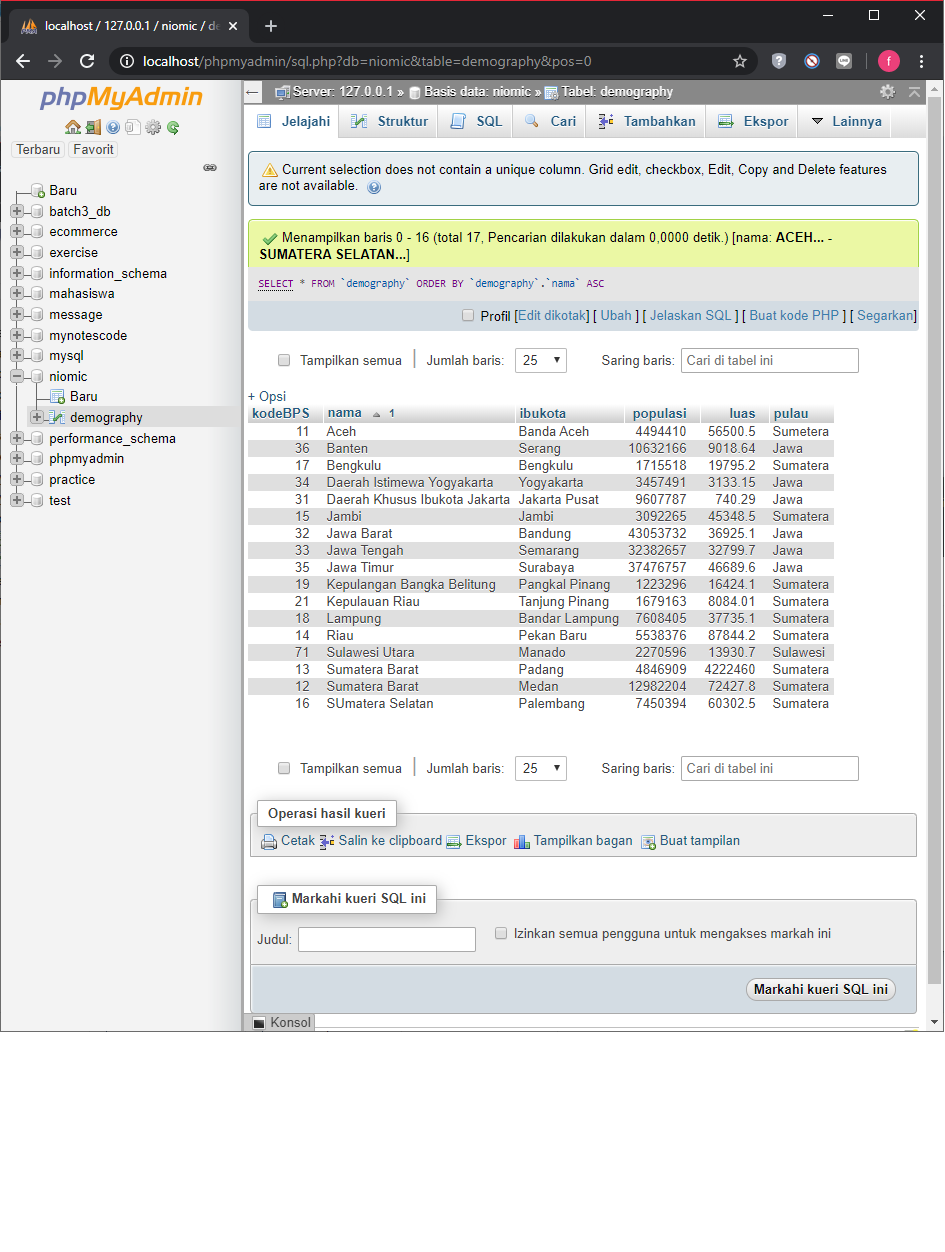 localhost / 127.0.0.1 / niomic / de
localhost/phpmyadmin/sql.php?db=niomic&table=demography&pos=0
f
phpMyAdmin
Terbaru Favorit
Baru
batch3_db
ecommerce
exercise
information_schema
mahasiswa
message
mynotescode
mysql
niomic
Baru
demography
performance_schema
phpmyadmin
practice
test
Server: 127.0.0.1 » Basis data: niomic » Tabel: demography
Jelajahi Struktur SQL Cari Tambahkan Ekspor Lainnya
Current selection does not contain a unique column. Grid edit, checkbox, Edit, Copy and Delete features
are not available.
Menampilkan baris 0 - 16 (total 17, Pencarian dilakukan dalam 0,0000 detik.) [nama: ACEH... -
SUMATERA SELATAN...]
SELECT * FROM `demography` ORDER BY `demography`.`nama` ASC
Profil [Edit dikotak] [ Ubah ] [ Jelaskan SQL ] [ Buat kode PHP ] [ Segarkan]
Tampilkan semua | Jumlah baris: 25 Saring baris: Cari di tabel ini
+ Opsi
kodeBPS nama 1 ibukota populasi luas pulau
11 Aceh Banda Aceh 4494410 56500.5 Sumetera
36 Banten Serang 10632166 9018.64 Jawa
17 Bengkulu Bengkulu 1715518 19795.2 Sumatera
34 Daerah Istimewa Yogyakarta Yogyakarta 3457491 3133.15 Jawa
31 Daerah Khusus Ibukota Jakarta Jakarta Pusat 9607787 740.29 Jawa
15 Jambi Jambi 3092265 45348.5 Sumatera
32 Jawa Barat Bandung 43053732 36925.1 Jawa
33 Jawa Tengah Semarang 32382657 32799.7 Jawa
35 Jawa Timur Surabaya 37476757 46689.6 Jawa
19 Kepulangan Bangka Belitung Pangkal Pinang 1223296 16424.1 Sumatera
21 Kepulauan Riau Tanjung Pinang 1679163 8084.01 Sumatera
18 Lampung Bandar Lampung 7608405 37735.1 Sumatera
14 Riau Pekan Baru 5538376 87844.2 Sumatera
71 Sulawesi Utara Manado 2270596 13930.7 Sulawesi
13 Sumatera Barat Padang 4846909 4222460 Sumatera
12 Sumatera Barat Medan 12982204 72427.8 Sumatera
16 SUmatera Selatan Palembang 7450394 60302.5 Sumatera
Tampilkan semua | Jumlah baris: 25 Saring baris: Cari di tabel ini
Operasi hasil kueri
Cetak Salin ke clipboard Ekspor Tampilkan bagan Buat tampilan
Markahi kueri SQL ini
Judul: Izinkan semua pengguna untuk mengakses markah ini
Markahi kueri SQL ini
Konsol